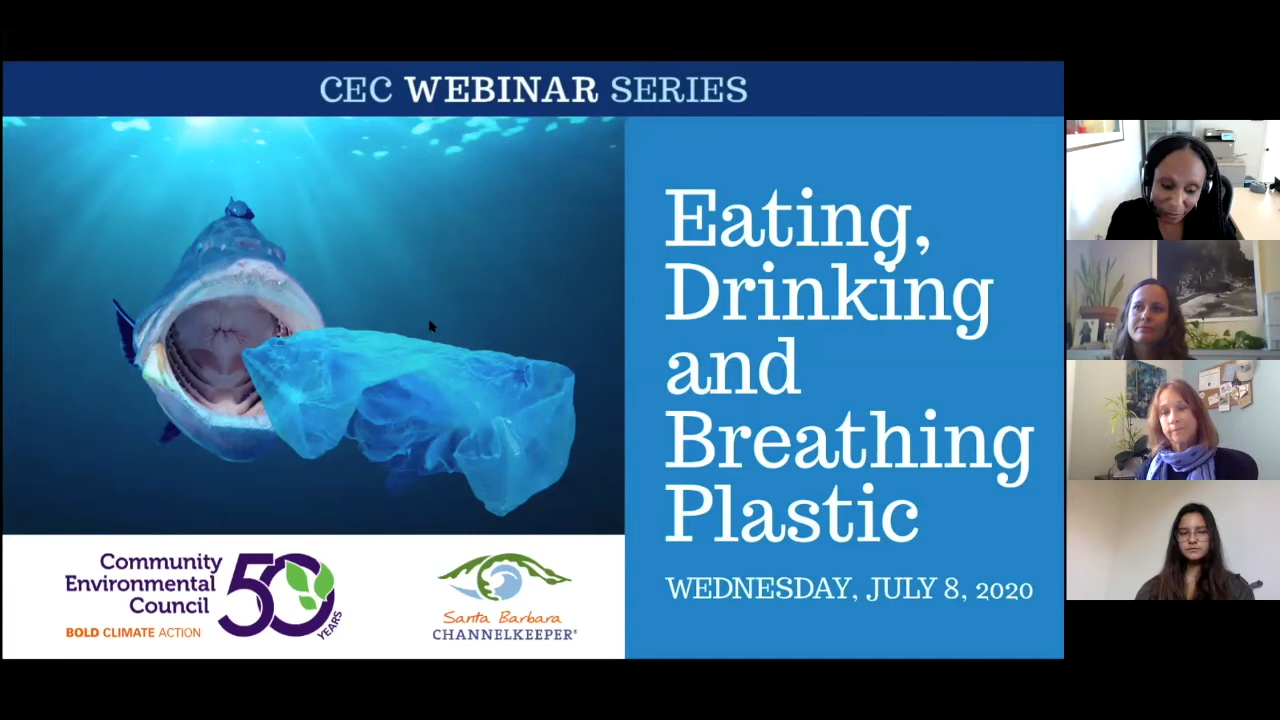 CEC WEBINAR SERIES
Eating,
Drinking
and
Breathing
Plastic
WEDNESDAY, JULY 8, 2020
Community
Environmental
Council
BOLD CLIMATE ACTION
50
YEARS
Santa Barbara
CHANNELKEEPER®